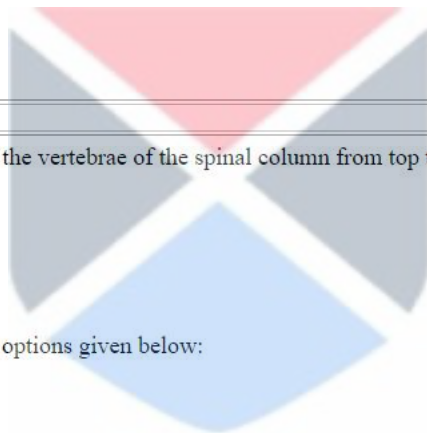 the vertebrae of the spinal column from top
options given below: